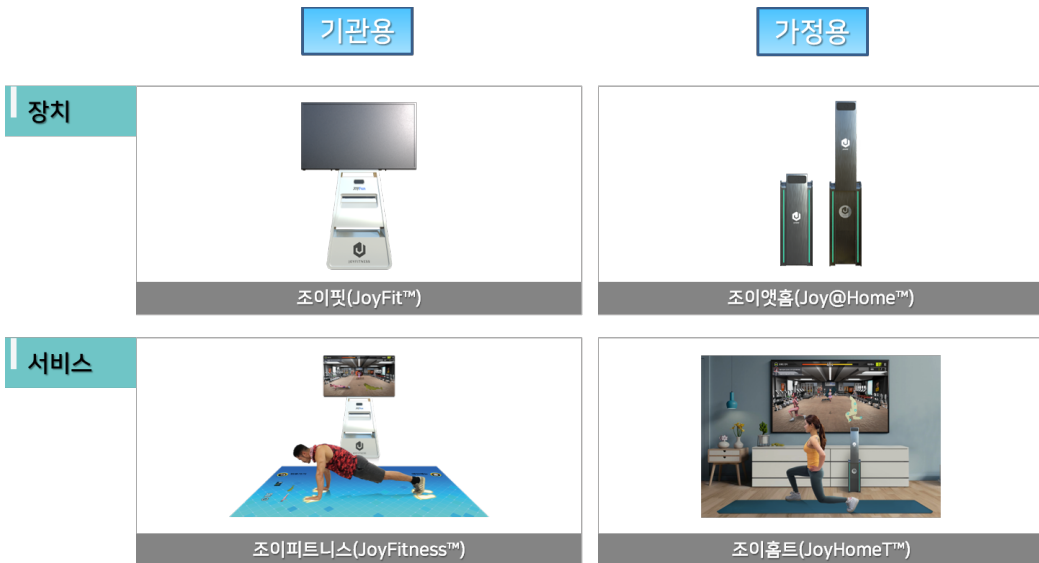 기관용
가정용
장치
조이핏(JoyFit™)
조이앳홈(Joy@Home™)
서비스
조이피트니스(JoyFitness™)
조이홈트(JoyHomeT™)